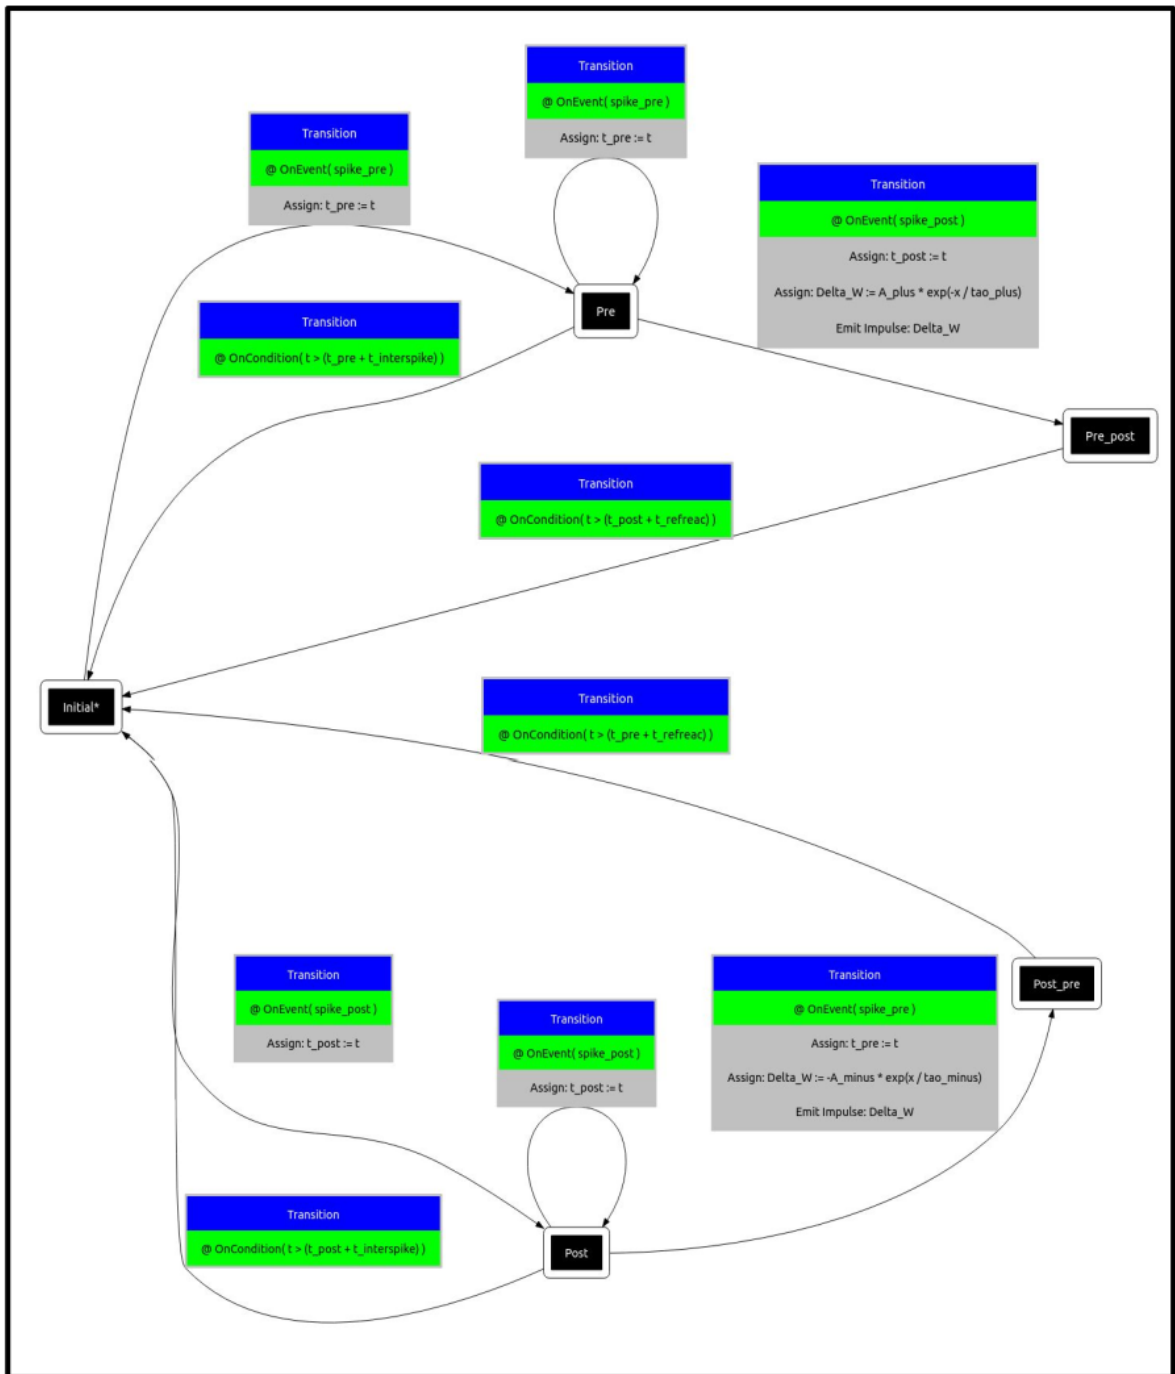 Transition
@ OnEvent( spike_pre )
Assign: t_pre := t
Transition
@ OnEvent( spike_pre )
Assign: t_pre := t
Transition
@ OnEvent( spike_post )
Assign: t_post := t
Assign: Delta_W := A_plus * exp(-x / tao_plus)
Emit Impulse: Delta_W
Pre
Transition
@ OnCondition( t > (t_pre + t_interspike) )
Pre_post
Transition
@ OnCondition( t > (t_post + t_refreac) )
Initial*
Transition
@ OnCondition( t > (t_pre + t_refreac) )
Transition
@ OnEvent( spike_post )
Assign: t_post := t
Transition
@ OnEvent( spike_post )
Assign: t_post := t
Transition
@ OnEvent( spike_pre )
Assign: t_pre := t
Assign: Delta_W := -A_minus * exp(x / tao_minus)
Emit Impulse: Delta_W
Post_pre
Transition
@ OnCondition( t > (t_post + t_interspike) )
Post